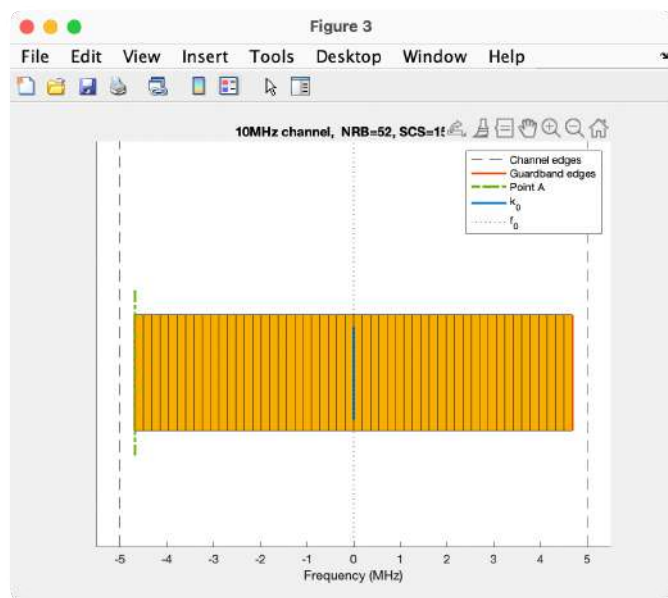 Figure 3
File Edit View Insert Tools Desktop Window Help
10MHz channel, NRB=52, SCS=15
Channel edges
Guardband edges
Point A
k0
f0
-5 -4 -3 -2 -1 0 1 2 3 4 5
Frequency (MHz)